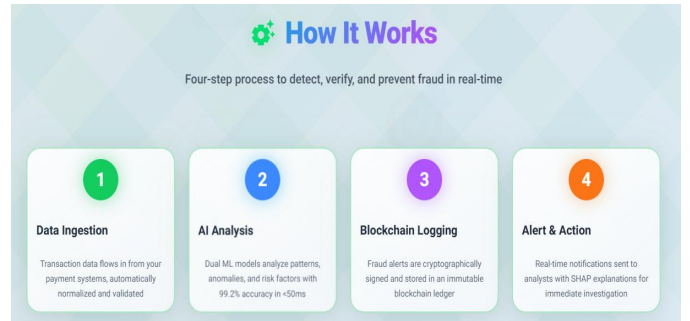 How It Works
Four-step process to detect, verify, and prevent fraud in real-time
1
Data Ingestion
Transaction data flows in from your
payment systems, automatically
normalized and validated
2
AI Analysis
Dual ML models analyze patterns,
anomalies, and risk factors with
99.2% accuracy in <50ms
3
Blockchain Logging
Fraud alerts are cryptographically
signed and stored in an immutable
blockchain ledger
4
Alert & Action
Real-time notifications sent to
analysts with SHAP explanations for
immediate investigation